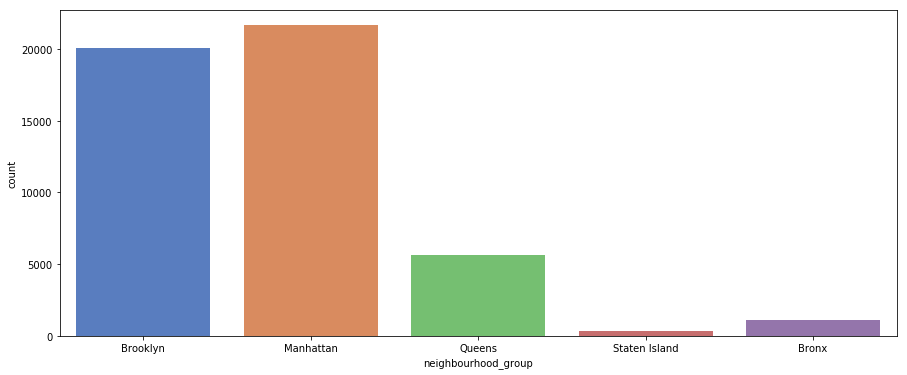 20000
15000
10000
5000
0
count
Brooklyn Manhattan Queens Staten Island Bronx
neighbourhood_group